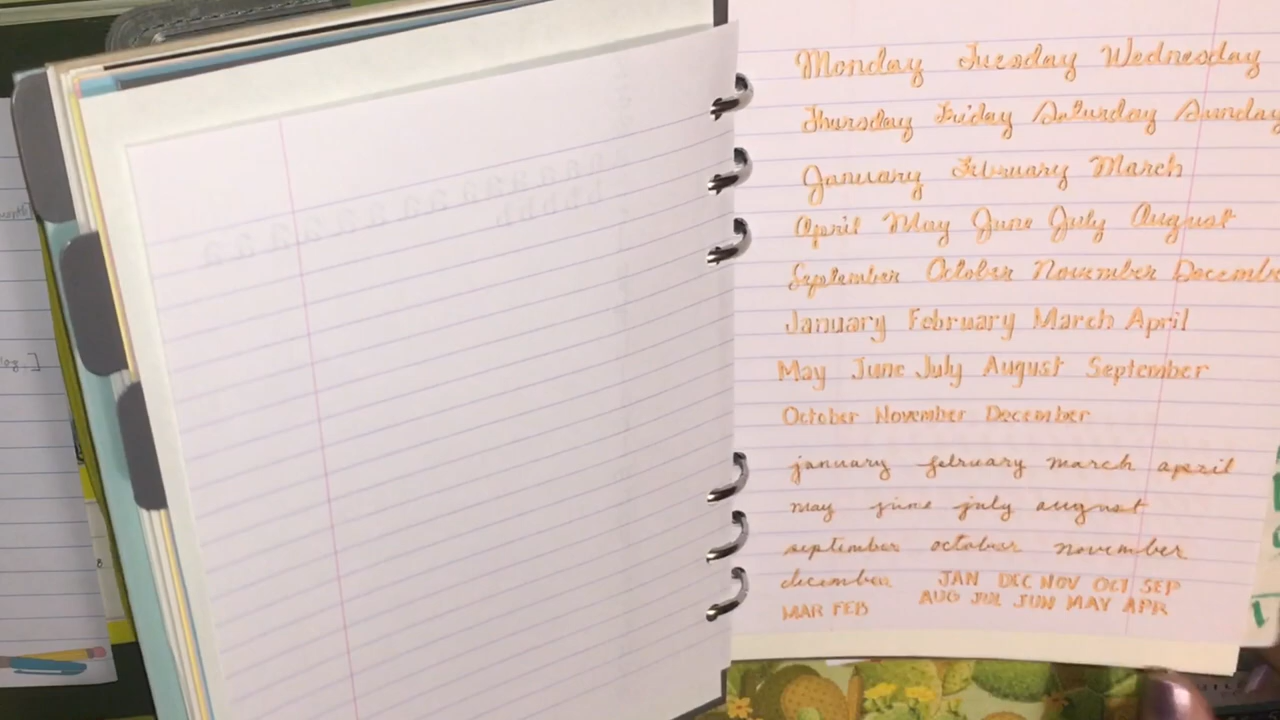 Monday Tuesday Wednesday
Thursday Friday Saturday Sunday
January February March
April May June July August
September October November Decembe
January February March April
May June July August September
October November December
january february march april
may june july august
september october november
december JAN DEC NOV OCT SEP
MAR FEB AUG JUL JUN MAY APR